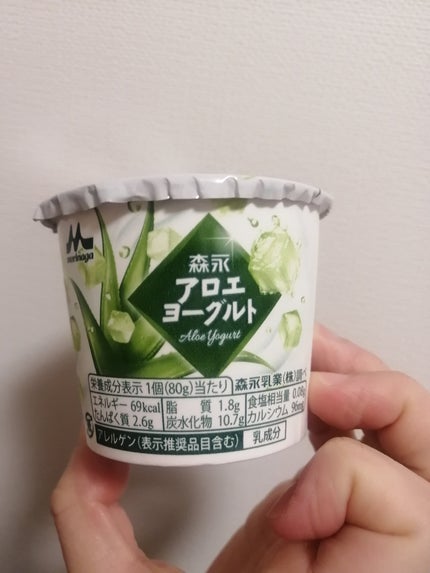 morinaga
森永
アロエ
ヨーグルト
Aloe Yogurt
栄養成分表示 1個(80g)当たり 森永乳業(株)調べ
エネルギー 69kcal 脂質 1.8g 食塩相当量 0.08g
たんぱく質 2.6g 炭水化物 10.7g カルシウム
アレルゲン(表示推奨品目含む) 乳成分